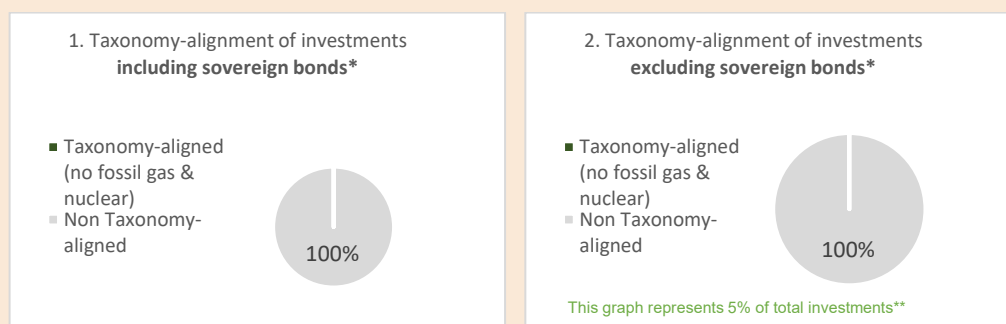 1. Taxonomy-alignment of investments
including sovereign bonds*
Taxonomy-aligned
(no fossil gas &
nuclear)
Non Taxonomy-
aligned
100%
2. Taxonomy-alignment of investments
excluding sovereign bonds*
Taxonomy-aligned
(no fossil gas &
nuclear)
Non Taxonomy-
aligned
100%
This graph represents 5% of total investments**